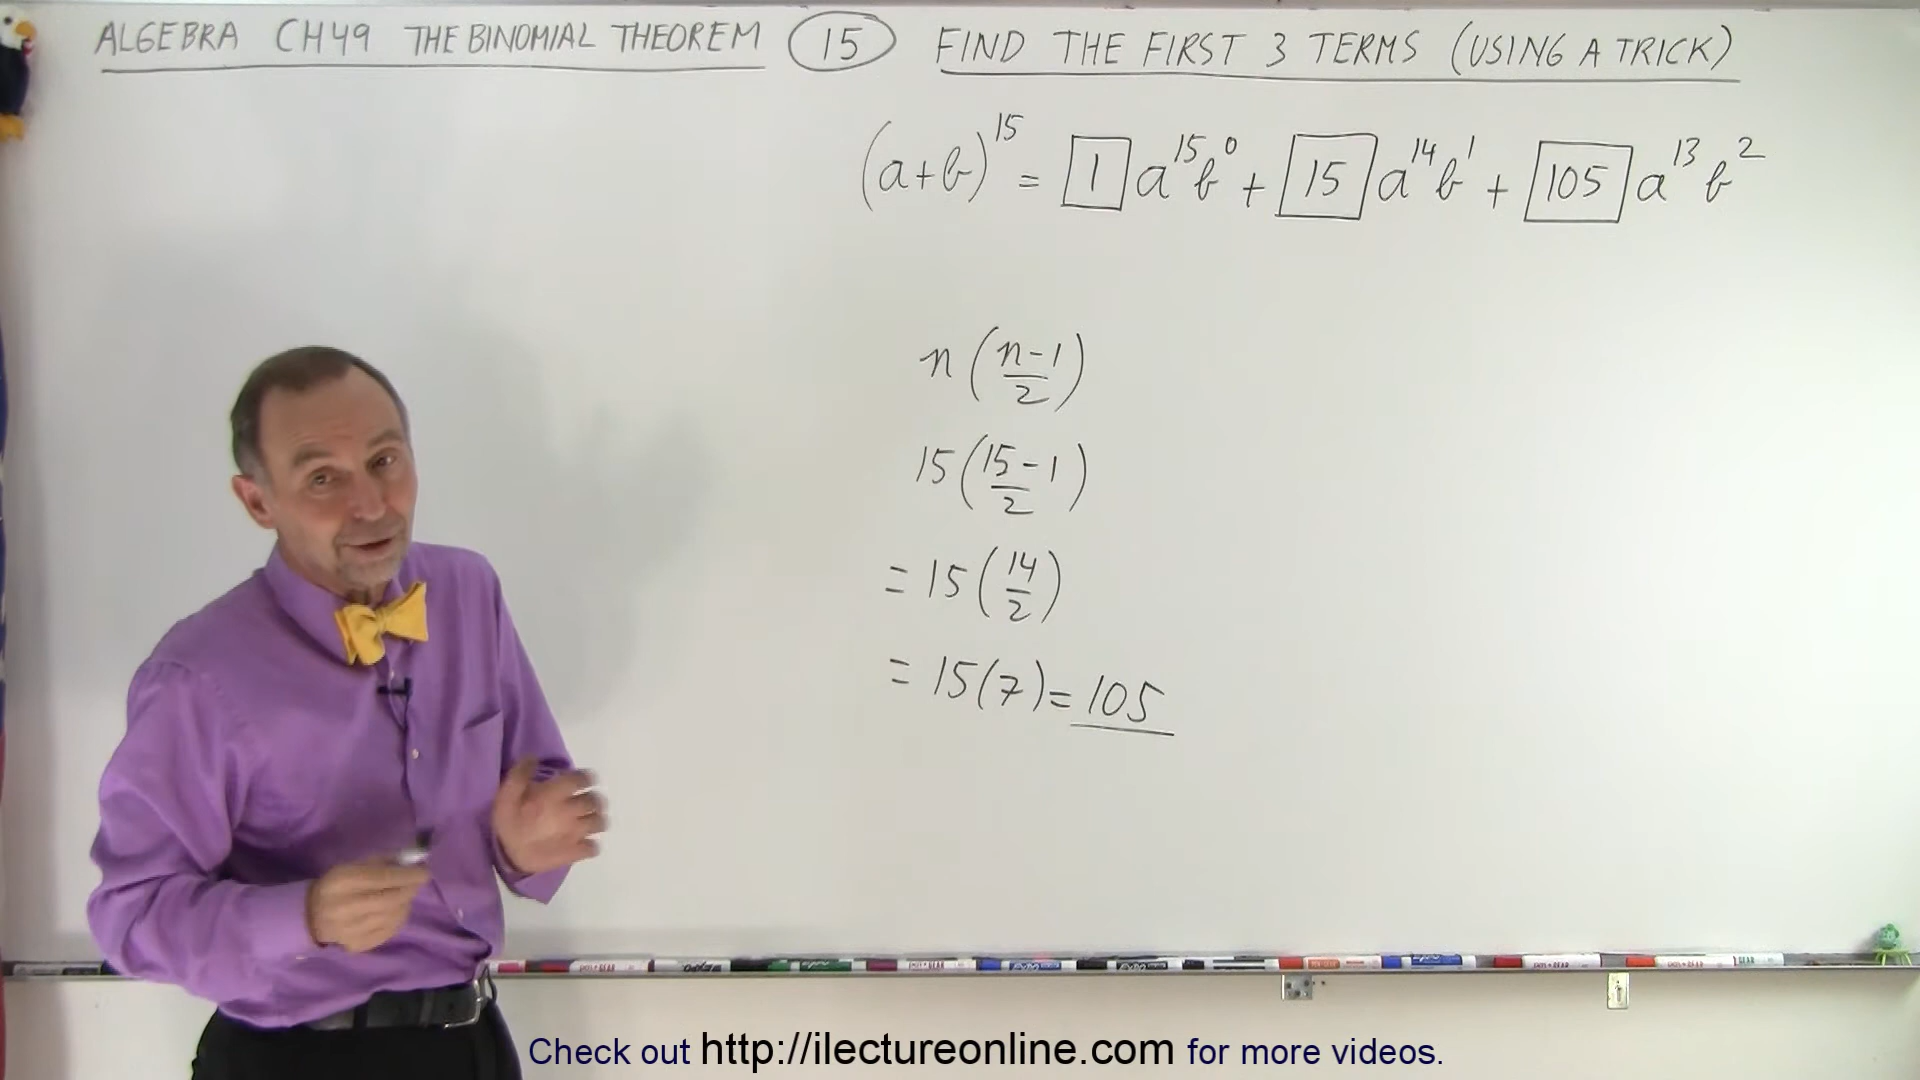 ALGEBRA CH49 THE BINOMIAL THEOREM 15 FIND THE FIRST 3 TERMS (USING A TRICK)
(a+b)^15 = 1 a^15 b^0 + 15 a^14 b^1 + 105 a^13 b^2
n((n-1)/2)
15((15-1)/2)
= 15(14/2)
= 15(7) = 105
Check out http://ilectureonline.com for more videos.